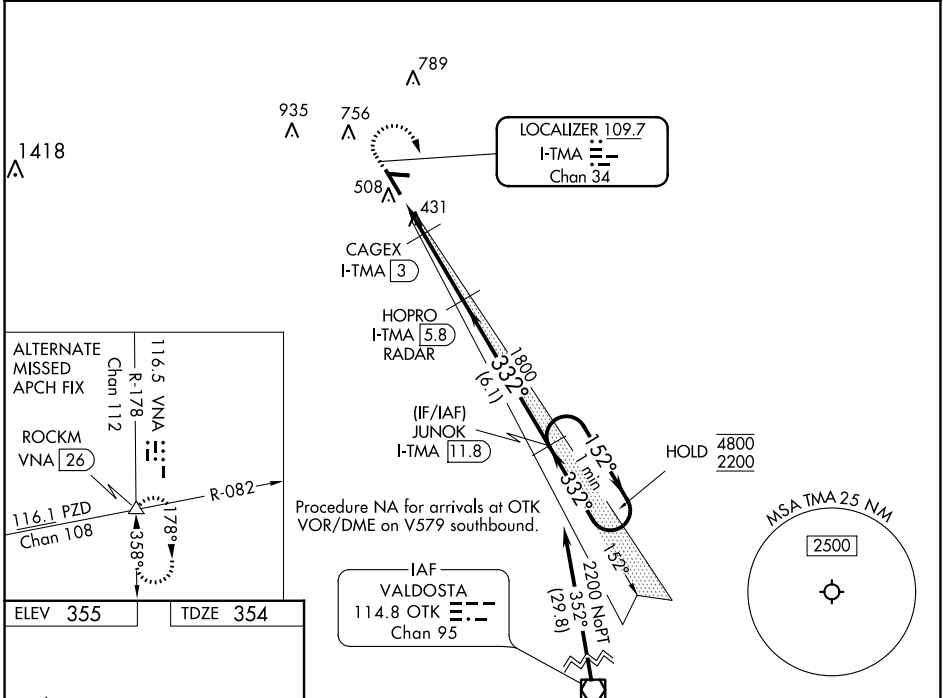 789
935
756
1418
508
431
LOCALIZER 109.7
I-TMA
Chan 34
CAGEX
I-TMA 3
HOPRO
I-TMA 5.8
RADAR
1800
332°
(6.1)
(IF/IAF)
JUNOK
I-TMA 11.8
152°
1 min
332°
HOLD 4800
2200
152°
ALTERNATE
MISSED
APCH FIX
116.5 VNA
Chan 112
R-178
ROCKM
VNA 26
R-082
116.1 PZD
Chan 108
178°
358°
Procedure NA for arrivals at OTK
VOR/DME on V579 southbound.
IAF
VALDOSTA
114.8 OTK
Chan 95
2200 NoPT
352°
(29.8)
MSA TMA 25 NM
2500
ELEV 355
TDZE 354